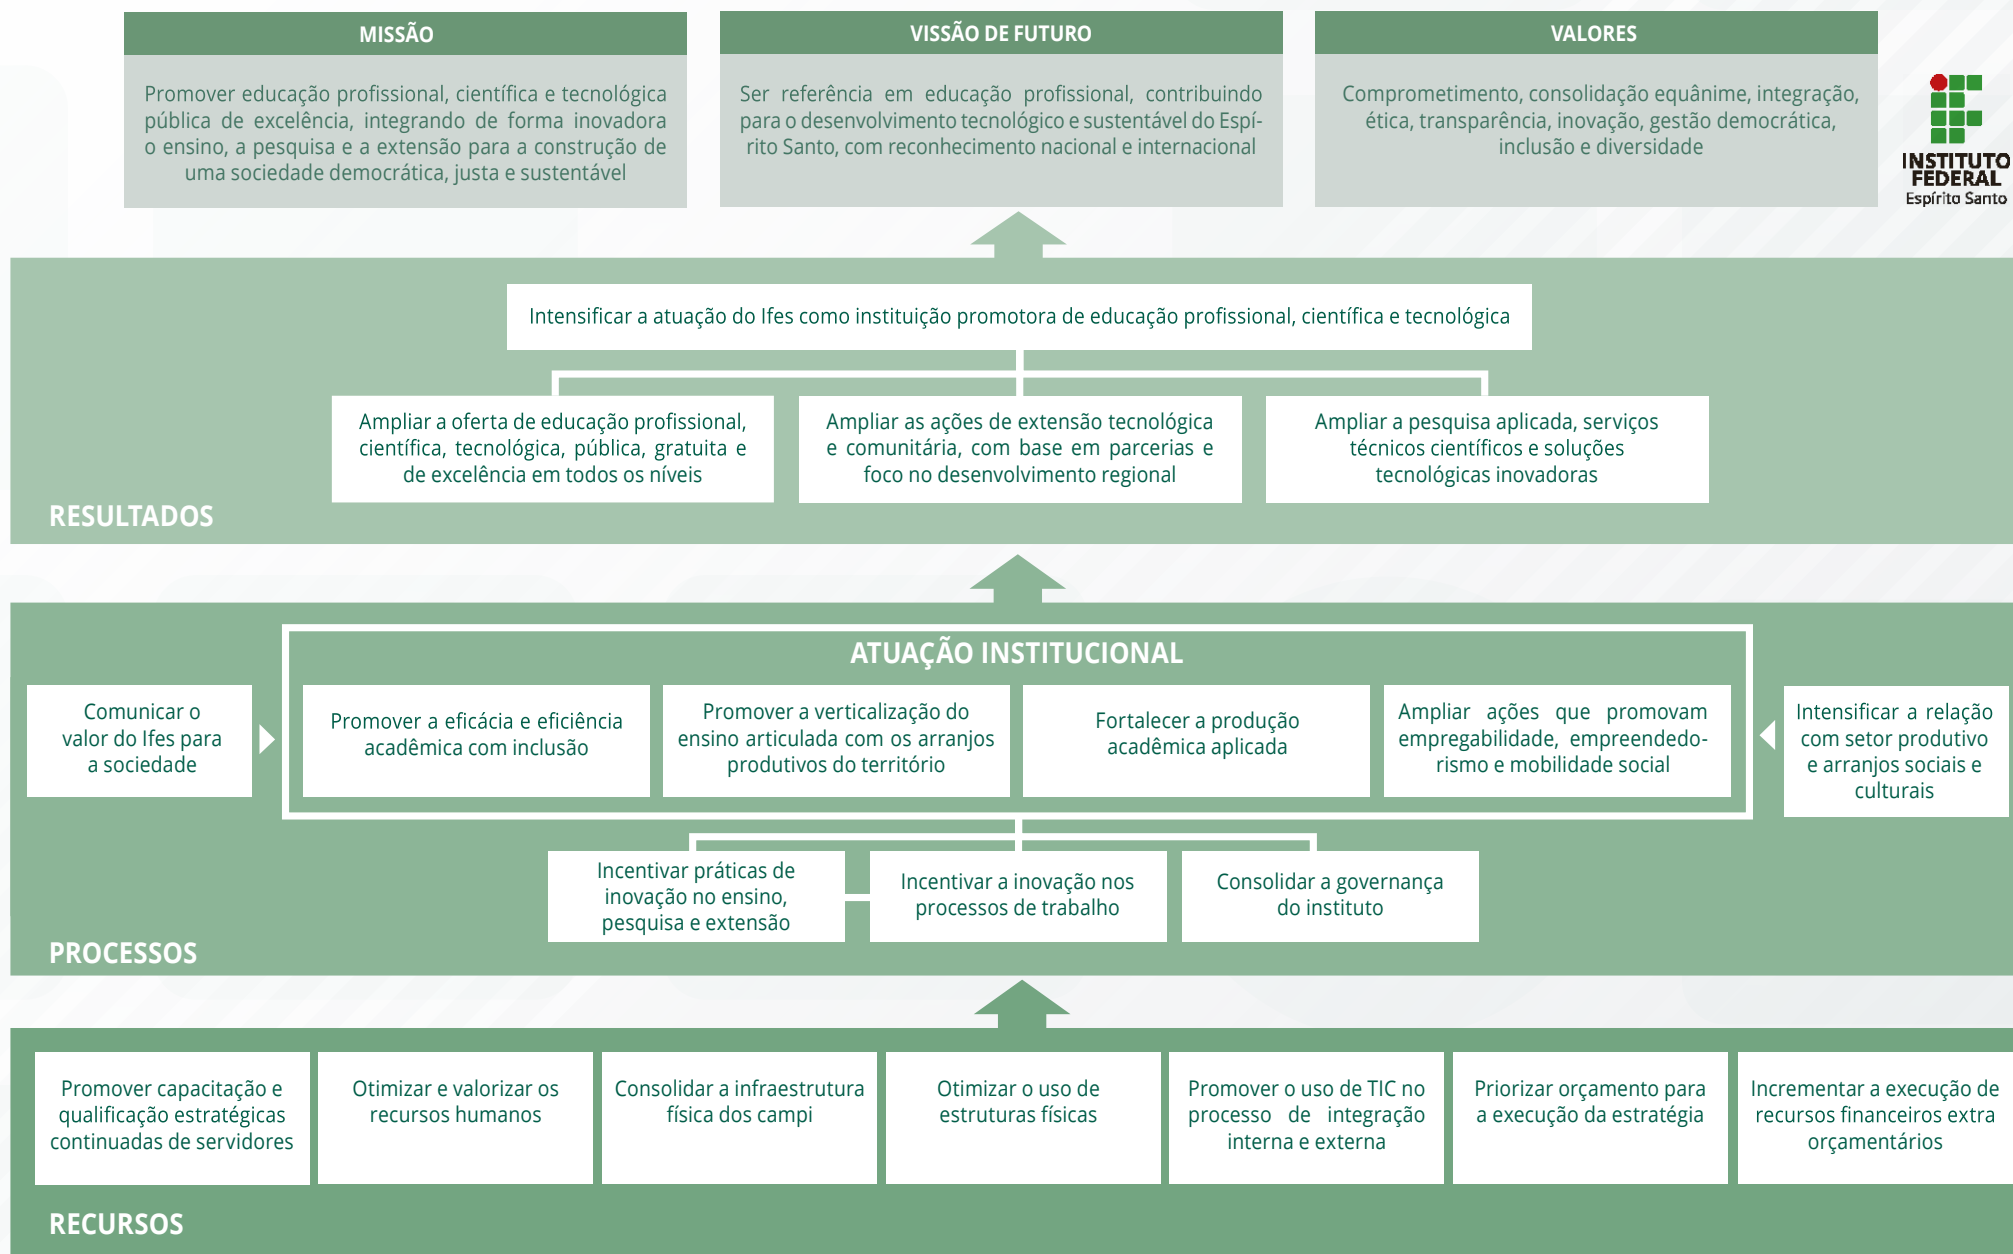 MISSÃO
Promover educação profissional, científica e tecnológica
pública de excelência, integrando de forma inovadora
o ensino, a pesquisa e a extensão para a construção de
uma sociedade democrática, justa e sustentável
VISSÃO DE FUTURO
Ser referência em educação profissional, contribuindo
para o desenvolvimento tecnológico e sustentável do Espí-
rito Santo, com reconhecimento nacional e internacional
VALORES
Comprometimento, consolidação equânime, integração,
ética, transparência, inovação, gestão democrática,
inclusão e diversidade
INSTITUTO
FEDERAL
Espírito Santo
Intensificar a atuação do Ifes como instituição promotora de educação profissional, científica e tecnológica
Ampliar a oferta de educação profissional,
científica, tecnológica, pública, gratuita e
de excelência em todos os níveis
Ampliar as ações de extensão tecnológica
e comunitária, com base em parcerias e
foco no desenvolvimento regional
Ampliar a pesquisa aplicada, serviços
técnicos científicos e soluções
tecnológicas inovadoras
RESULTADOS
ATUAÇÃO INSTITUCIONAL
Comunicar o
valor do Ifes para
a sociedade
Promover a eficácia e eficiência
acadêmica com inclusão
Promover a verticalização do
ensino articulada com os arranjos
produtivos do território
Fortalecer a produção
acadêmica aplicada
Ampliar ações que promovam
empregabilidade, empreendedo-
rismo e mobilidade social
Intensificar a relação
com setor produtivo
e arranjos sociais e
culturais
Incentivar práticas de
inovação no ensino,
pesquisa e extensão
Incentivar a inovação nos
processos de trabalho
Consolidar a governança
do instituto
PROCESSOS
Promover capacitação e
qualificação estratégicas
continuadas de servidores
Otimizar e valorizar os
recursos humanos
Consolidar a infraestrutura
física dos campi
Otimizar o uso de
estruturas físicas
Promover o uso de TIC no
processo de integração
interna e externa
Priorizar orçamento para
a execução da estratégia
Incrementar a execução de
recursos financeiros extra
orçamentários
RECURSOS